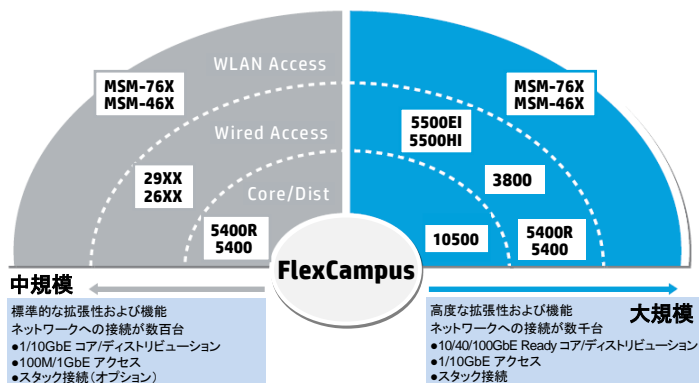 WLAN Access
MSM-76X
MSM-46X
MSM-76X
MSM-46X
Wired Access
5500EI
5500HI
29XX
26XX
3800
Core/Dist
5400R
5400
10500
5400R
5400
FlexCampus
中規模
大規模
標準的な拡張性および機能
ネットワークへの接続が数百台
●1/10GbE コア/ディストリビューション
●100M/1GbE アクセス
●スタック接続(オプション)
高度な拡張性および機能
ネットワークへの接続が数千台
●10/40/100GbE Ready コア/ディストリビューション
●1/10GbE アクセス
●スタック接続